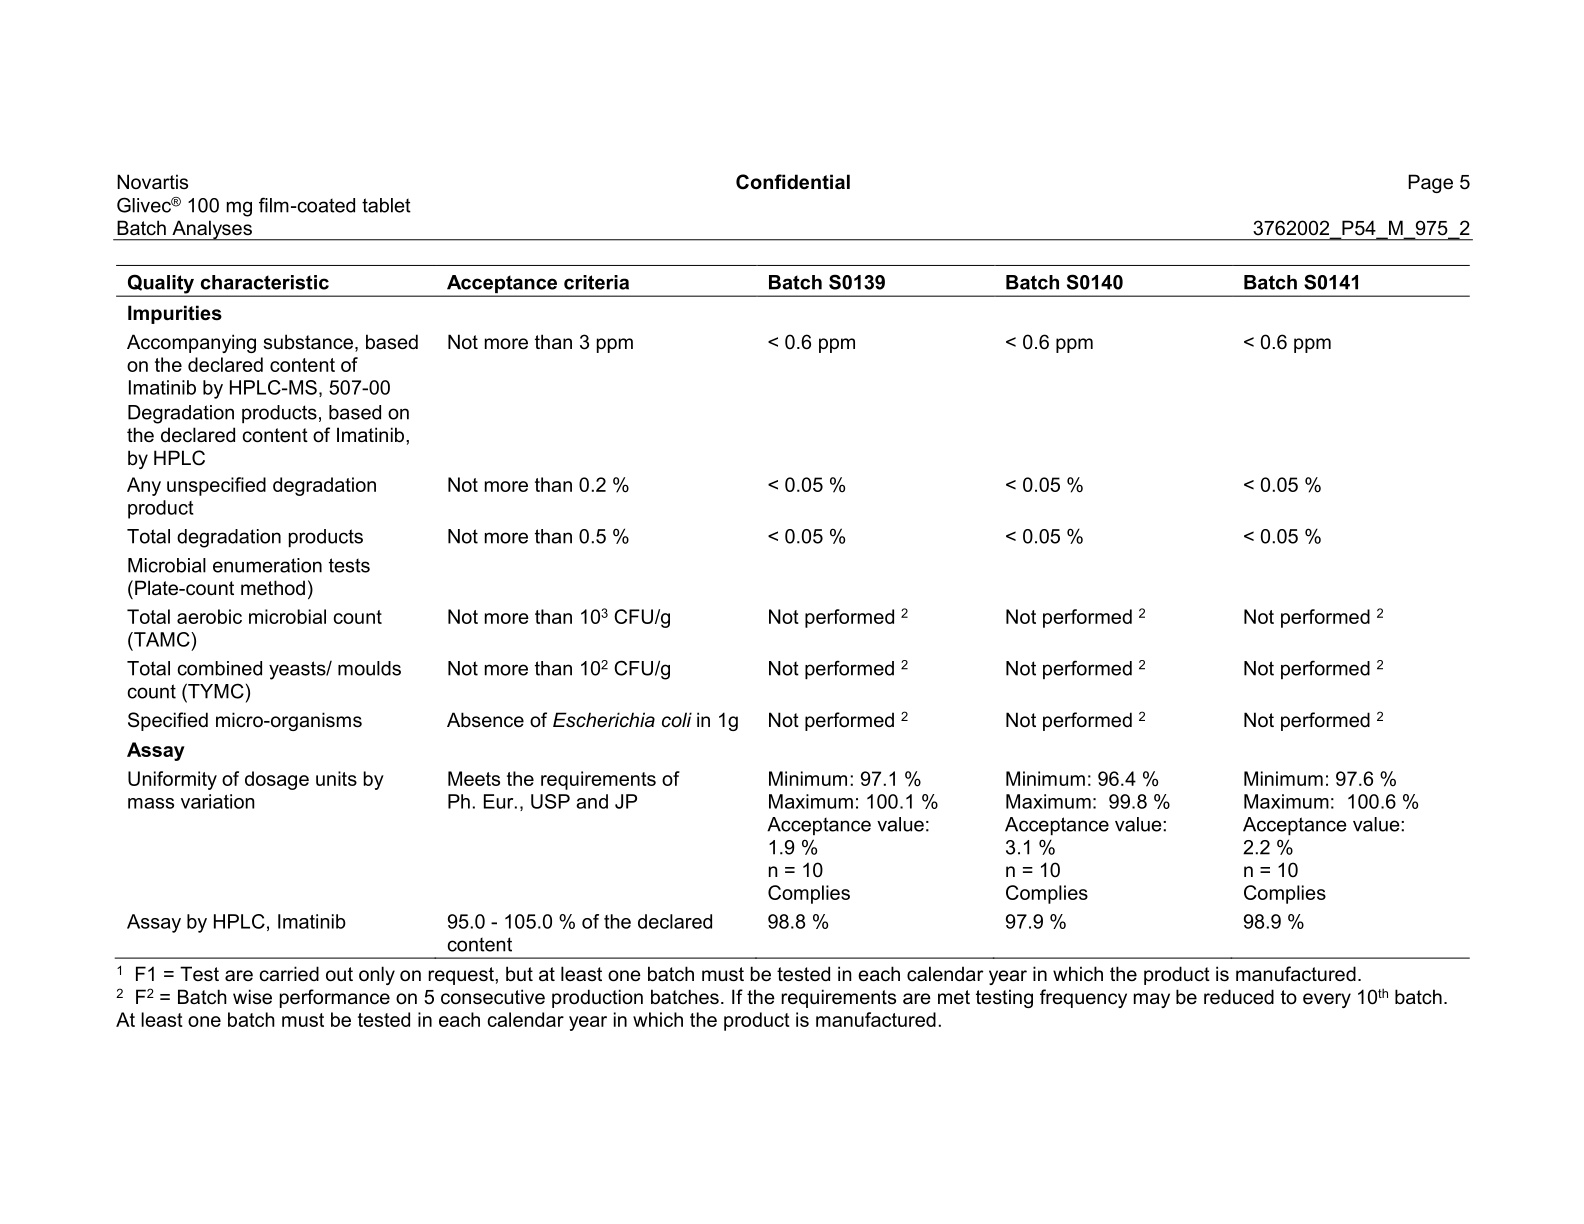 Novartis Confidential Page 5
Glivec® 100 mg film-coated tablet
Batch Analyses 3762002_P54_M_975_2
Quality characteristic Acceptance criteria Batch S0139 Batch S0140 Batch S0141
Impurities
Accompanying substance, based Not more than 3 ppm < 0.6 ppm < 0.6 ppm < 0.6 ppm
on the declared content of
Imatinib by HPLC-MS, 507-00
Degradation products, based on
the declared content of Imatinib,
by HPLC
Any unspecified degradation Not more than 0.2 % < 0.05 % < 0.05 % < 0.05 %
product
Total degradation products Not more than 0.5 % < 0.05 % < 0.05 % < 0.05 %
Microbial enumeration tests
(Plate-count method)
Total aerobic microbial count Not more than 10³ CFU/g Not performed ² Not performed ² Not performed ²
(TAMC)
Total combined yeasts/ moulds Not more than 10² CFU/g Not performed ² Not performed ² Not performed ²
count (TYMC)
Specified micro-organisms Absence of Escherichia coli in 1g Not performed ² Not performed ² Not performed ²
Assay
Uniformity of dosage units by Meets the requirements of Minimum: 97.1 % Minimum: 96.4 % Minimum: 97.6 %
mass variation Ph. Eur., USP and JP Maximum: 100.1 % Maximum: 99.8 % Maximum: 100.6 %
Acceptance value: Acceptance value: Acceptance value:
1.9 % 3.1 % 2.2 %
n = 10 n = 10 n = 10
Complies Complies Complies
Assay by HPLC, Imatinib 95.0 - 105.0 % of the declared 98.8 % 97.9 % 98.9 %
content
¹ F1 = Test are carried out only on request, but at least one batch must be tested in each calendar year in which the product is manufactured.
² F² = Batch wise performance on 5 consecutive production batches. If the requirements are met testing frequency may be reduced to every 10th batch.
At least one batch must be tested in each calendar year in which the product is manufactured.